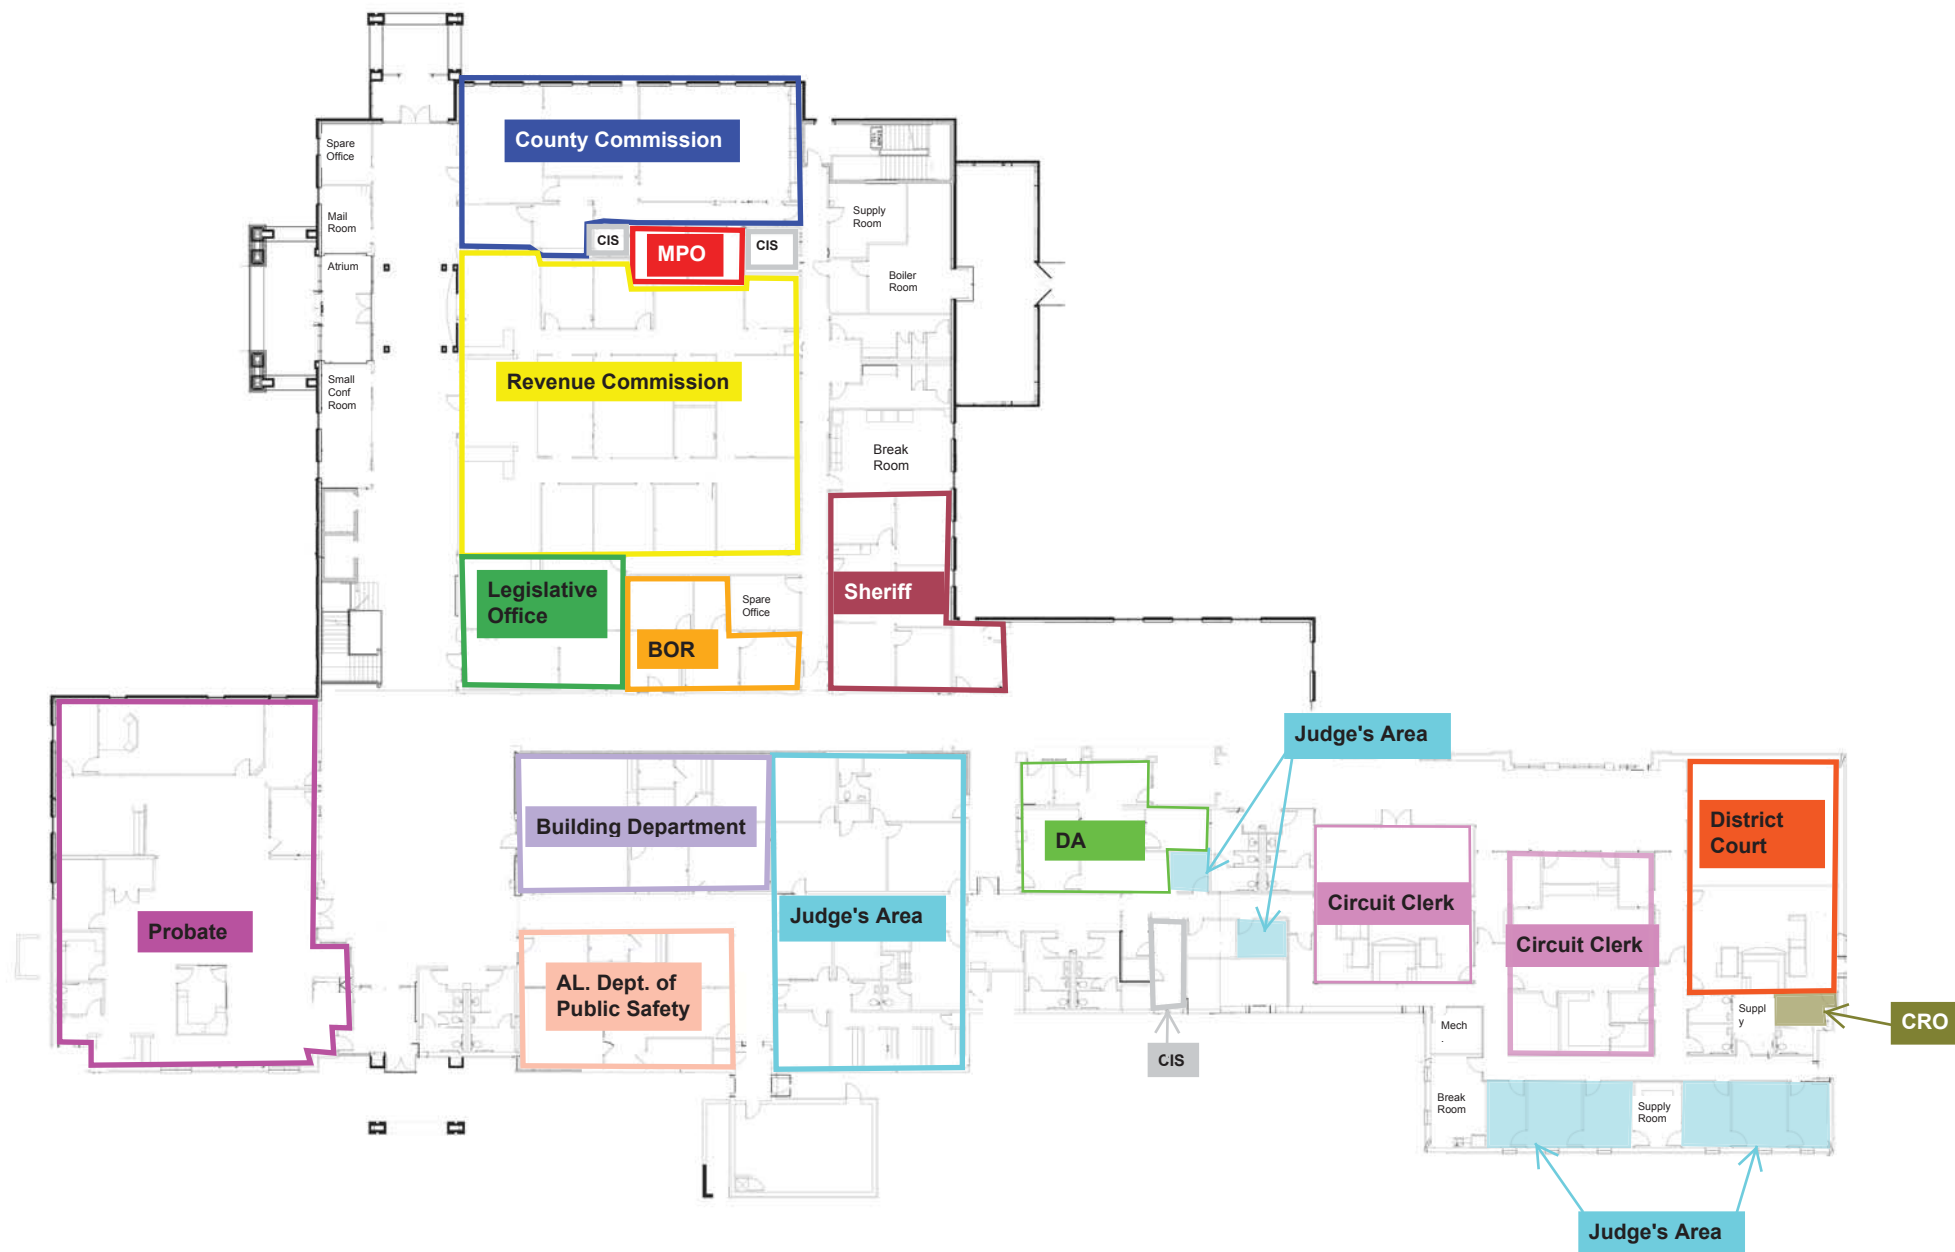 County Commission
Spare
Office
Mail
Room
Supply
Room
CIS
MPO
CIS
Atrium
Boiler
Room
Revenue Commission
Small
Conf
Room
Break
Room
Legislative
Office
Spare
Office
Sheriff
BOR
Judge's Area
Building Department
DA
District
Court
Probate
Judge's Area
Circuit Clerk
Circuit Clerk
AL. Dept. of
Public Safety
Suppl
y
CRO
Mech
.
CIS
Break
Room
Supply
Room
Judge's Area